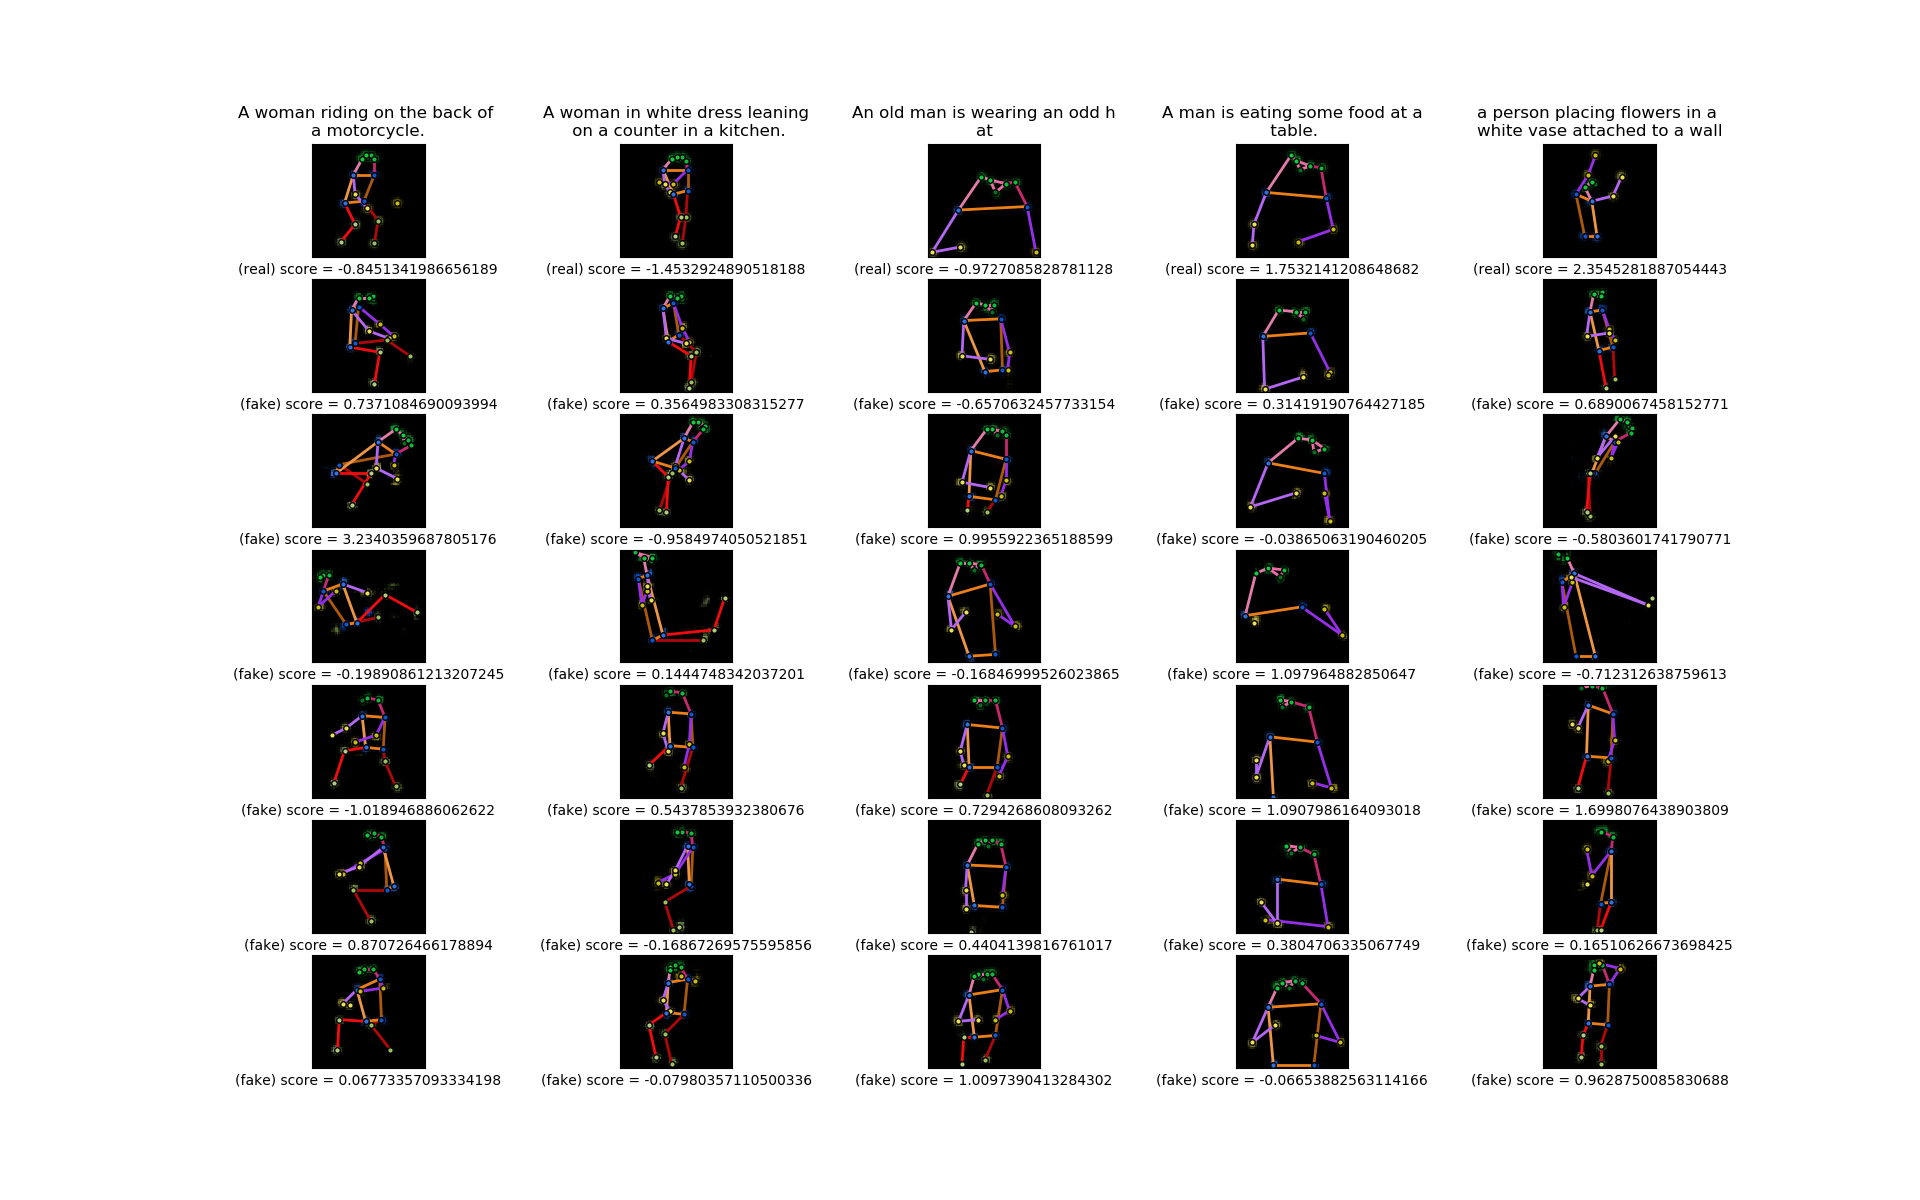 A woman riding on the back of
a motorcycle.
A woman in white dress leaning
on a counter in a kitchen.
An old man is wearing an odd h
at
A man is eating some food at a
table.
a person placing flowers in a
white vase attached to a wall
(real) score = -0.8451341986656189
(real) score = -1.4532924890518188
(real) score = -0.9727085828781128
(real) score = 1.7532141208648682
(real) score = 2.3545281887054443
(fake) score = 0.7371084690093994
(fake) score = 0.3564983308315277
(fake) score = -0.6570632457733154
(fake) score = 0.31419190764427185
(fake) score = 0.6890067458152771
(fake) score = 3.2340359687805176
(fake) score = -0.9584974050521851
(fake) score = 0.9955922365188599
(fake) score = -0.03865063190460205
(fake) score = -0.5803601741790771
(fake) score = -0.19890861213207245
(fake) score = 0.1444748342037201
(fake) score = -0.16846999526023865
(fake) score = 1.097964882850647
(fake) score = -0.712312638759613
(fake) score = -1.018946886062622
(fake) score = 0.5437853932380676
(fake) score = 0.7294268608093262
(fake) score = 1.0907986164093018
(fake) score = 1.6998076438903809
(fake) score = 0.870726466178894
(fake) score = -0.16867269575595856
(fake) score = 0.4404139816761017
(fake) score = 0.3804706335067749
(fake) score = 0.16510626673698425
(fake) score = 0.06773357093334198
(fake) score = -0.07980357110500336
(fake) score = 1.0097390413284302
(fake) score = -0.06653882563114166
(fake) score = 0.9628750085830688